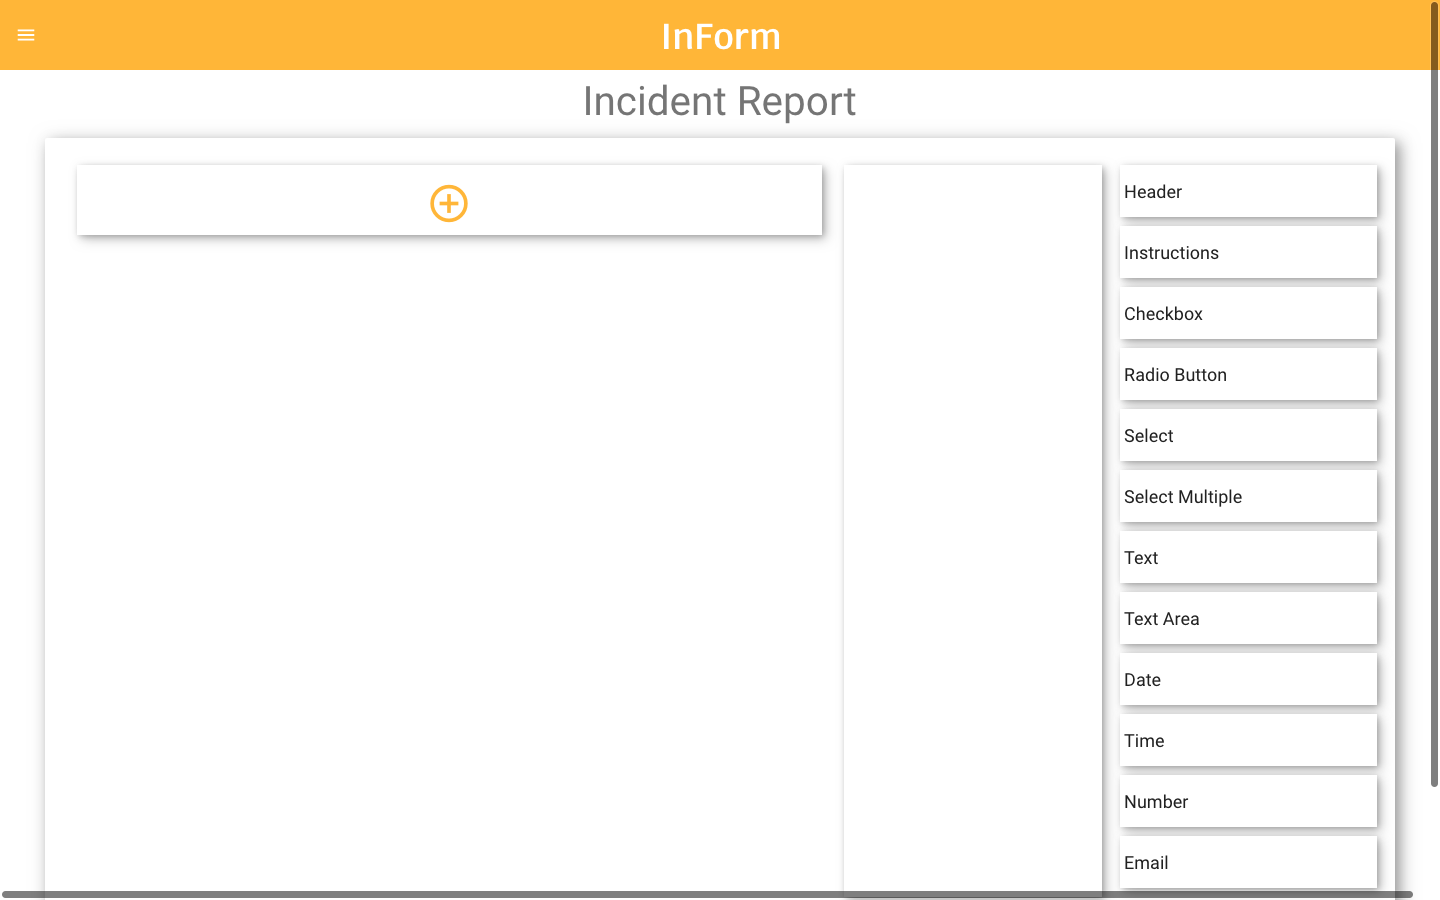 InForm
Incident Report
Header
Instructions
Checkbox
Radio Button
Select
Select Multiple
Text
Text Area
Date
Time
Number
Email